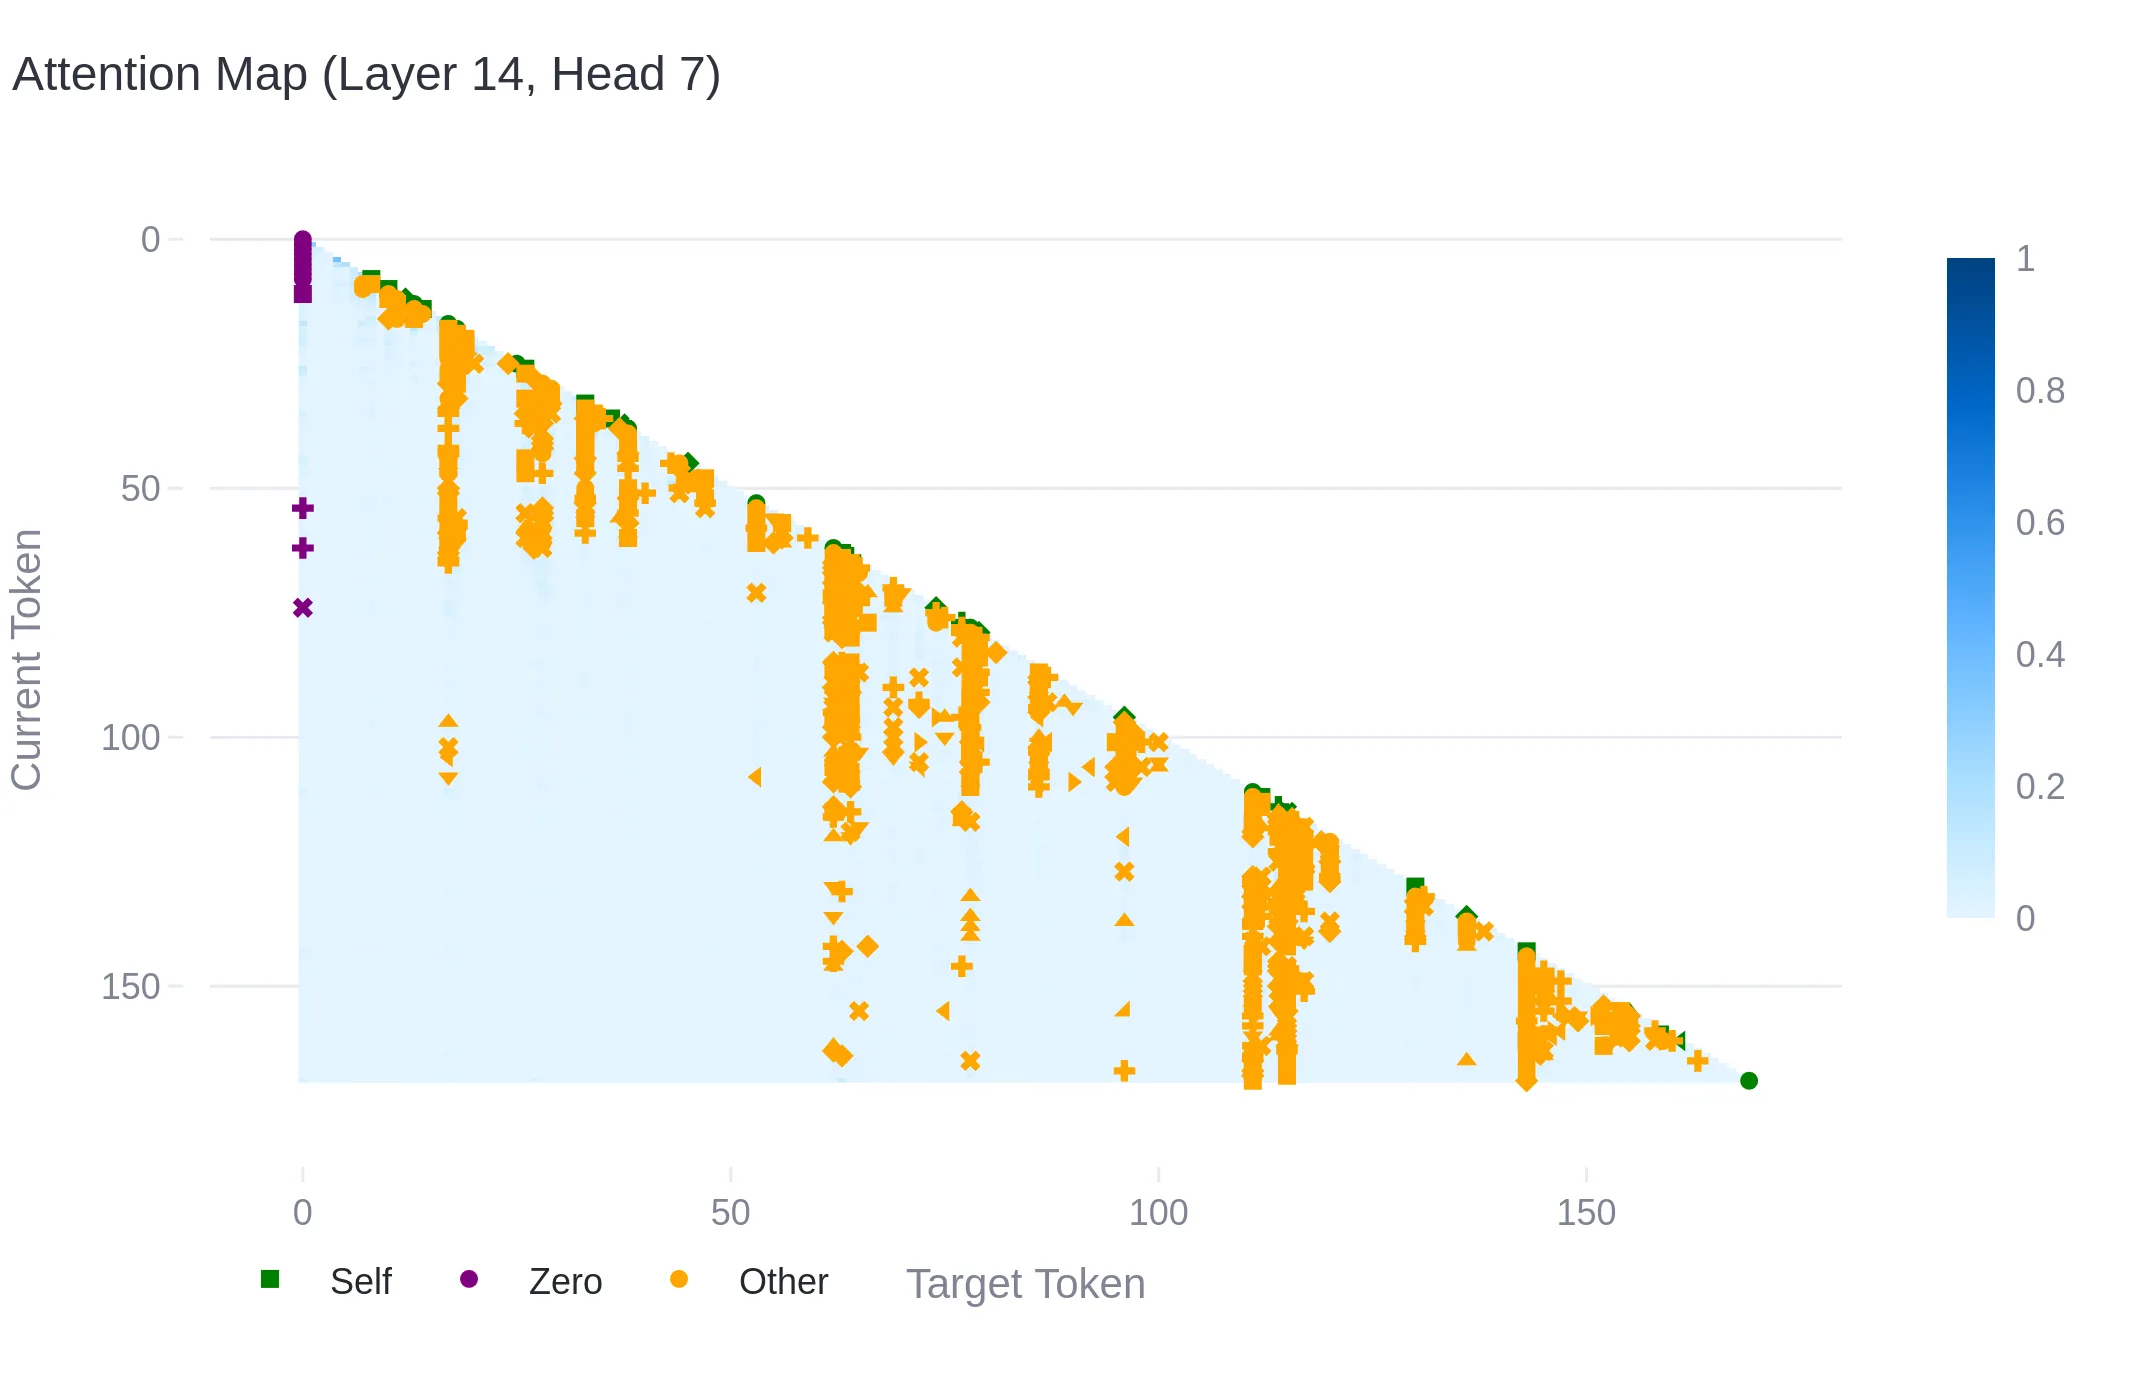 Attention Map (Layer 14, Head 7)
0
50
100
150
Current Token
1
0.8
0.6
0.4
0.2
0
0 50 100 150
Self Zero Other Target Token